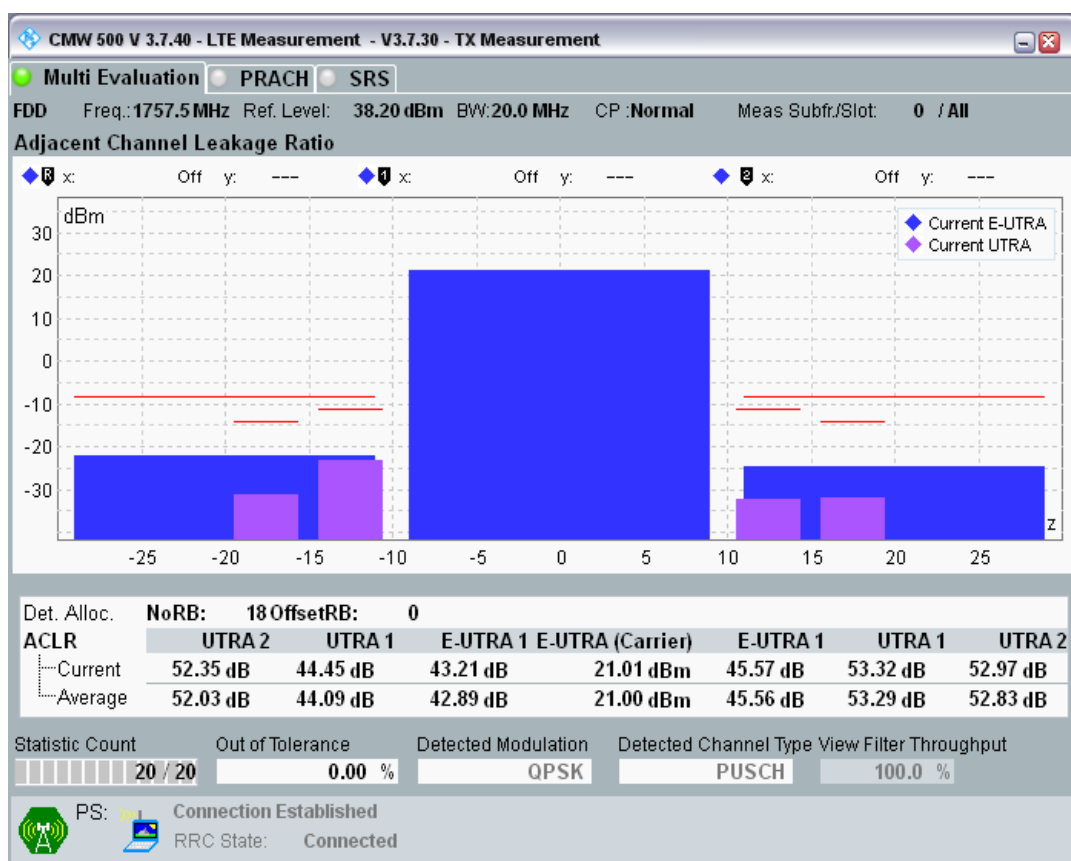 CMW 500 V 3.7.40 - LTE Measurement - V3.7.30 - TX Measurement
Multi Evaluation PRACH SRS
FDD Freq.: 1757.5 MHz Ref. Level: 38.20 dBm BW: 20.0 MHz CP : Normal Meas Subfr./Slot: 0 / All
Adjacent Channel Leakage Ratio
R x: Off y: --- 1 x: Off y: --- 2 x: Off y: ---
dBm
Current E-UTRA
Current UTRA
30
20
10
0
-10
-20
-30
z
-25 -20 -15 -10 -5 0 5 10 15 20 25
Det. Alloc. NoRB: 18 OffsetRB: 0
ACLR UTRA 2 UTRA 1 E-UTRA 1 E-UTRA (Carrier) E-UTRA 1 UTRA 1 UTRA 2
Current 52.35 dB 44.45 dB 43.21 dB 21.01 dBm 45.57 dB 53.32 dB 52.97 dB
Average 52.03 dB 44.09 dB 42.89 dB 21.00 dBm 45.56 dB 53.29 dB 52.83 dB
Statistic Count Out of Tolerance Detected Modulation Detected Channel Type View Filter Throughput
20 / 20 0.00 % QPSK PUSCH 100.0 %
PS: Connection Established
RRC State: Connected